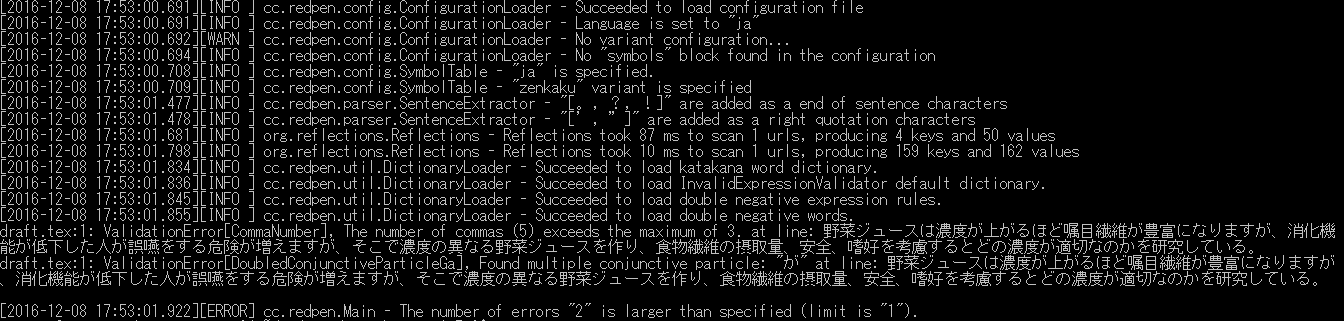 [2016-12-08 17:53:00.691][INFO ] cc.redpen.config.ConfigurationLoader - Succeeded to load configuration file
[2016-12-08 17:53:00.691][INFO ] cc.redpen.config.ConfigurationLoader - Language is set to "ja"
[2016-12-08 17:53:00.692][WARN ] cc.redpen.config.ConfigurationLoader - No variant configuration...
[2016-12-08 17:53:00.694][INFO ] cc.redpen.config.ConfigurationLoader - No "symbols" block found in the configuration
[2016-12-08 17:53:00.708][INFO ] cc.redpen.config.SymbolTable - "ja" is specified.
[2016-12-08 17:53:00.709][INFO ] cc.redpen.config.SymbolTable - "zenkaku" variant is specified
[2016-12-08 17:53:01.477][INFO ] cc.redpen.parser.SentenceExtractor - "[。, ?, !]" are added as a end of sentence characters
[2016-12-08 17:53:01.478][INFO ] cc.redpen.parser.SentenceExtractor - "[’, ”]" are added as a right quotation characters
[2016-12-08 17:53:01.681][INFO ] org.reflections.Reflections - Reflections took 87 ms to scan 1 urls, producing 4 keys and 50 values
[2016-12-08 17:53:01.798][INFO ] org.reflections.Reflections - Reflections took 10 ms to scan 1 urls, producing 159 keys and 162 values
[2016-12-08 17:53:01.834][INFO ] cc.redpen.util.DictionaryLoader - Succeeded to load katakana word dictionary.
[2016-12-08 17:53:01.836][INFO ] cc.redpen.util.DictionaryLoader - Succeeded to load InvalidExpressionValidator default dictionary.
[2016-12-08 17:53:01.845][INFO ] cc.redpen.util.DictionaryLoader - Succeeded to load double negative expression rules.
[2016-12-08 17:53:01.855][INFO ] cc.redpen.util.DictionaryLoader - Succeeded to load double negative words.
draft.tex:1: ValidationError[CommaNumber], The number of commas (5) exceeds the maximum of 3. at line: 野菜ジュースは濃度が上がるほど嘱目繊維が豊富になりますが、消化機
能が低下した人が誤嚥をする危険が増えますが、そこで濃度の異なる野菜ジュースを作り、食物繊維の摂取量、安全、嗜好を考慮するとどの濃度が適切なのかを研究している。
draft.tex:1: ValidationError[DoubledConjunctiveParticleGa], Found multiple conjunctive particle: "が" at line: 野菜ジュースは濃度が上がるほど嘱目繊維が豊富になりますが
、消化機能が低下した人が誤嚥をする危険が増えますが、そこで濃度の異なる野菜ジュースを作り、食物繊維の摂取量、安全、嗜好を考慮するとどの濃度が適切なのかを研究している。
[2016-12-08 17:53:01.922][ERROR] cc.redpen.Main - The number of errors "2" is larger than specified (limit is "1").